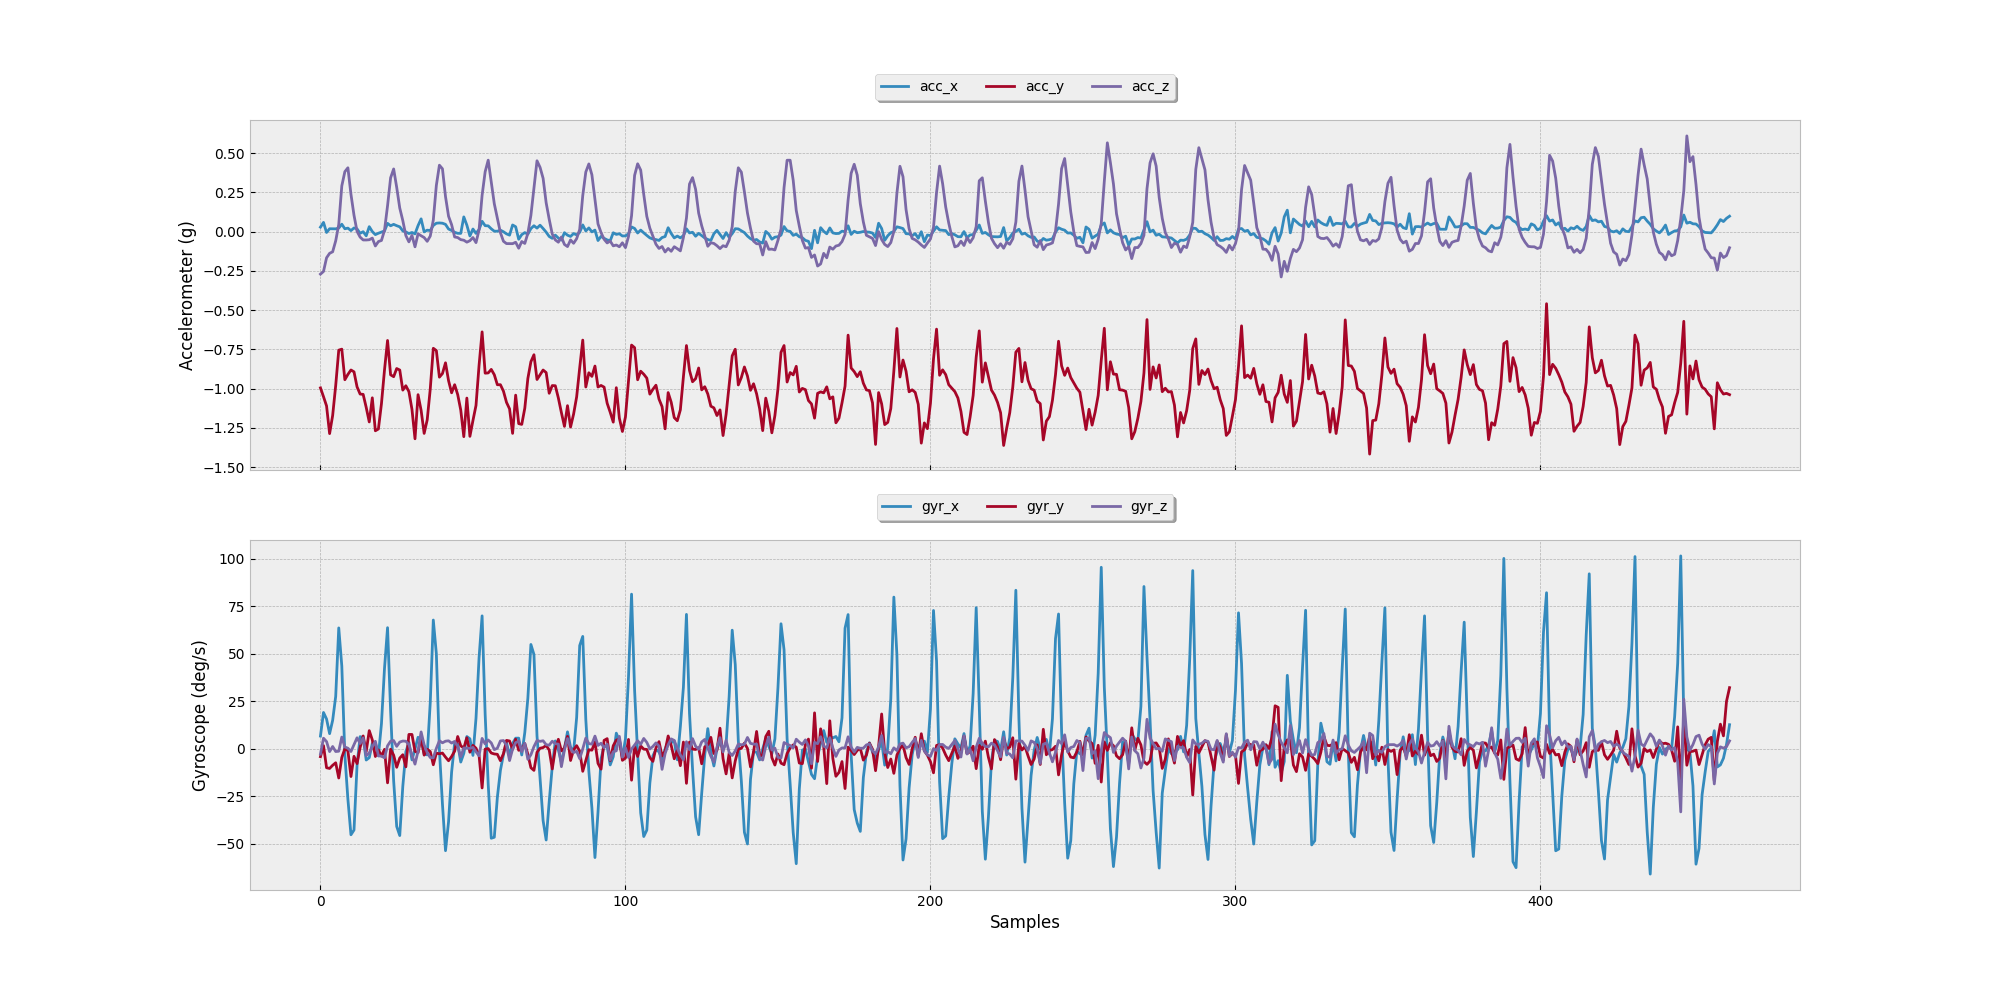 acc_x acc_y acc_z
Accelerometer (g)
0.50
0.25
0.00
−0.25
−0.50
−0.75
−1.00
−1.25
−1.50
gyr_x gyr_y gyr_z
Gyroscope (deg/s)
100
75
50
25
0
−25
−50
0 100 200 300 400
Samples